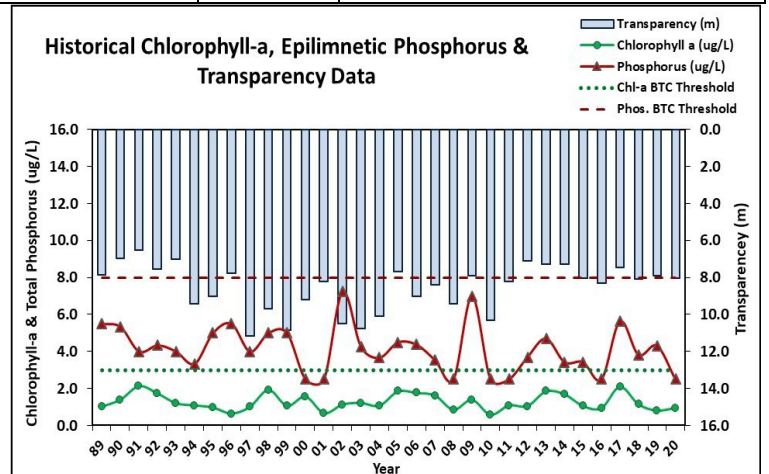 Historical Chlorophyll-a, Epilimnetic Phosphorus &
Transparency Data
Transparency (m)
Chlorophyll a (ug/L)
Phosphorus (ug/L)
Chl-a BTC Threshold
Phos. BTC Threshold
Chlorophyll-a & Total Phosphorus (ug/L)
16.0
14.0
12.0
10.0
8.0
6.0
4.0
2.0
0.0
0.0
2.0
4.0
6.0
8.0
10.0
12.0
14.0
16.0
Transparencey (m)
89 90 91 92 93 94 95 96 97 98 99 00 01 02 03 04 05 06 07 08 09 10 11 12 13 14 15 16 17 18 19 20
Year